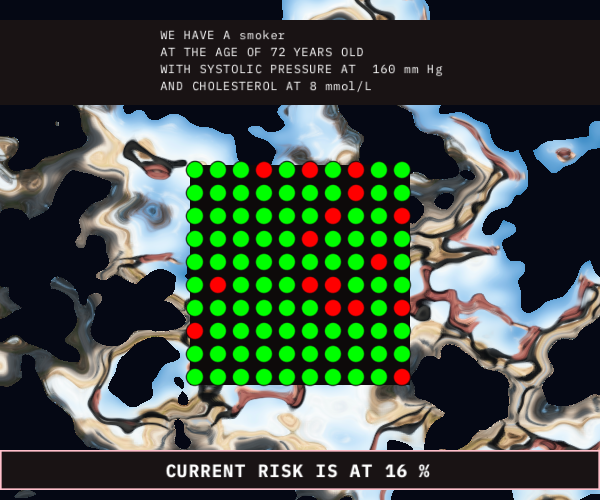 WE HAVE A smoker
AT THE AGE OF 72 YEARS OLD
WITH SYSTOLIC PRESSURE AT  160 mm Hg
AND CHOLESTEROL AT 8 mmol/L
CURRENT RISK IS AT 16 %